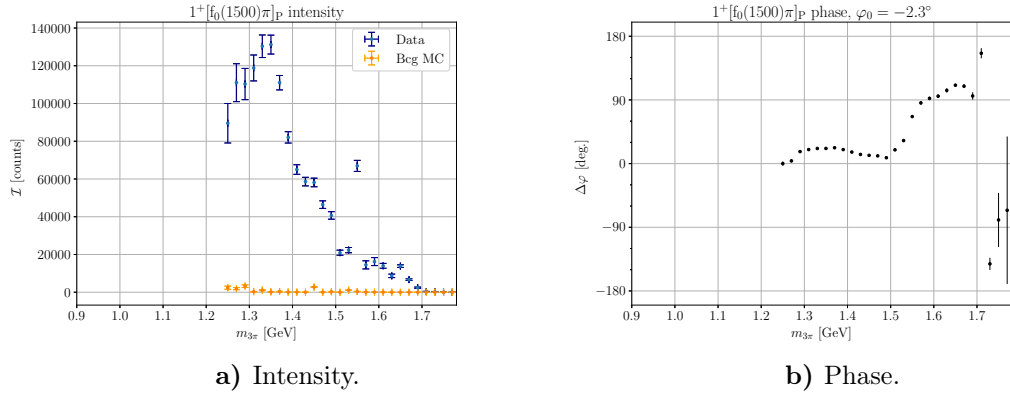 1⁺[f₀(1500)π]_P intensity
140000
120000
100000
80000
60000
40000
20000
0
𝓘 [counts]
Data
Bcg MC
0.9 1.0 1.1 1.2 1.3 1.4 1.5 1.6 1.7
m₃π [GeV]
a) Intensity.
1⁺[f₀(1500)π]_P phase, φ₀ = −2.3°
180
90
0
−90
−180
Δφ [deg.]
0.9 1.0 1.1 1.2 1.3 1.4 1.5 1.6 1.7
m₃π [GeV]
b) Phase.